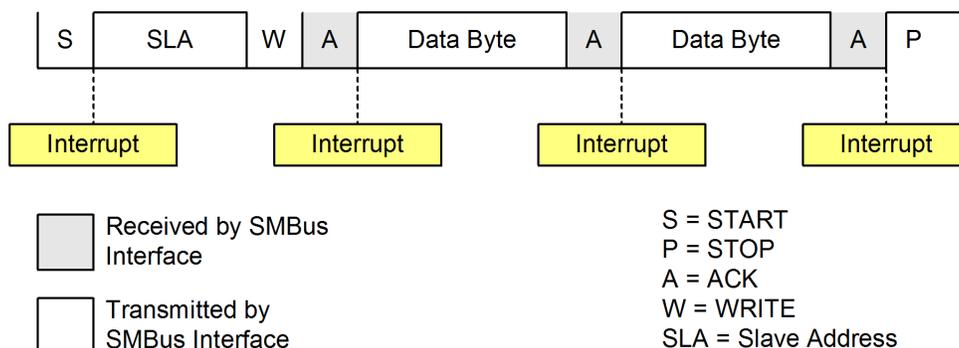 S SLA W A Data Byte A Data Byte A P
Interrupt Interrupt Interrupt Interrupt
Received by SMBus
Interface
Transmitted by
SMBus Interface
S = START
P = STOP
A = ACK
W = WRITE
SLA = Slave Address